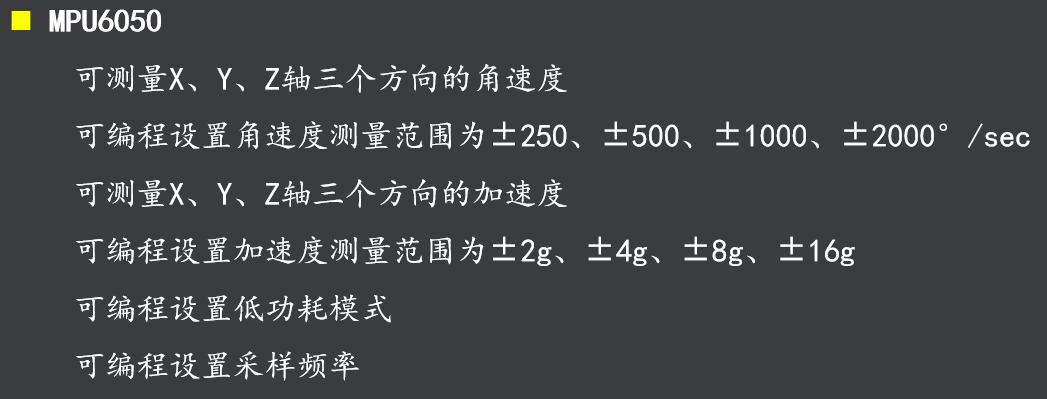 MPU6050
可测量X、Y、Z轴三个方向的角速度
可编程设置角速度测量范围为±250、±500、±1000、±2000°/sec
可测量X、Y、Z轴三个方向的加速度
可编程设置加速度测量范围为±2g、±4g、±8g、±16g
可编程设置低功耗模式
可编程设置采样频率